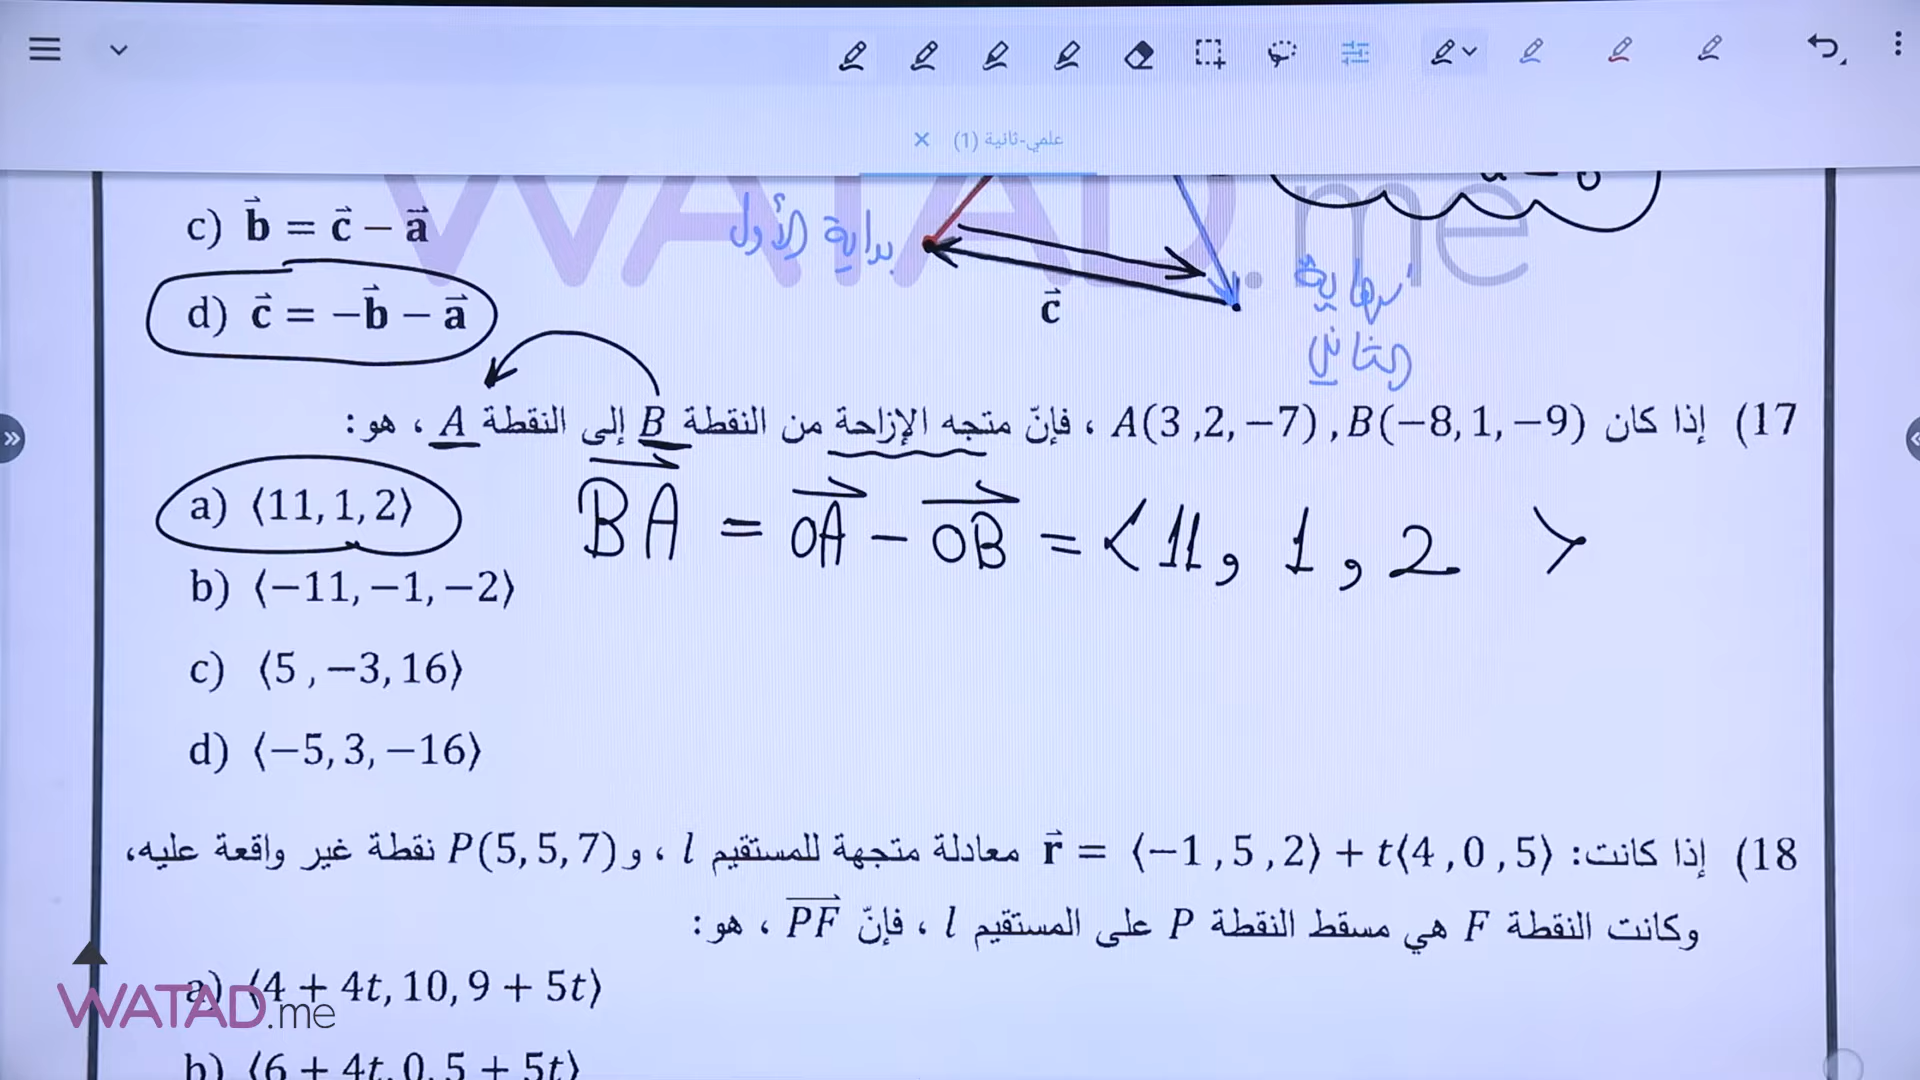 علمي-ثانية (1)
WATAD.me
c) b⃗ = c⃗ − a⃗
بداية الأول
نهاية
الثاني
c⃗
d) c⃗ = −b⃗ − a⃗
17) إذا كان A(3 ,2, −7) , B(−8, 1, −9) ، فإنّ متجه الإزاحة من النقطة B إلى النقطة A ، هو:
a) ⟨11, 1, 2⟩
BA = OA − OB = < 11, 1, 2 >
b) ⟨−11, −1, −2⟩
c) ⟨5 , −3, 16⟩
d) ⟨−5, 3, −16⟩
18) إذا كانت: r⃗ = ⟨−1 , 5 , 2⟩ + t⟨4 , 0 , 5⟩ معادلة متجهة للمستقيم l ، و P(5, 5, 7) نقطة غير واقعة عليه،
وكانت النقطة F هي مسقط النقطة P على المستقيم l ، فإنّ PF ، هو:
a) ⟨4 + 4t, 10, 9 + 5t⟩
WATAD.me
b) ⟨6 + 4t, 0, 5 + 5t⟩